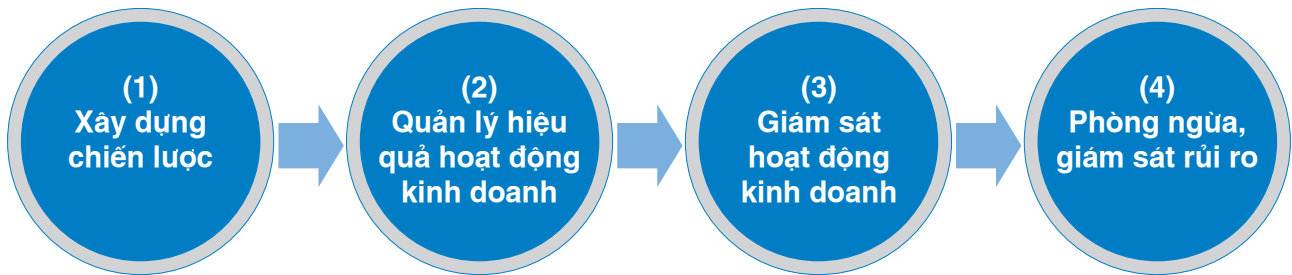 (1)
Xây dựng
chiến lược
(2)
Quản lý hiệu
quả hoạt động
kinh doanh
(3)
Giám sát
hoạt động
kinh doanh
(4)
Phòng ngừa,
giám sát rủi ro